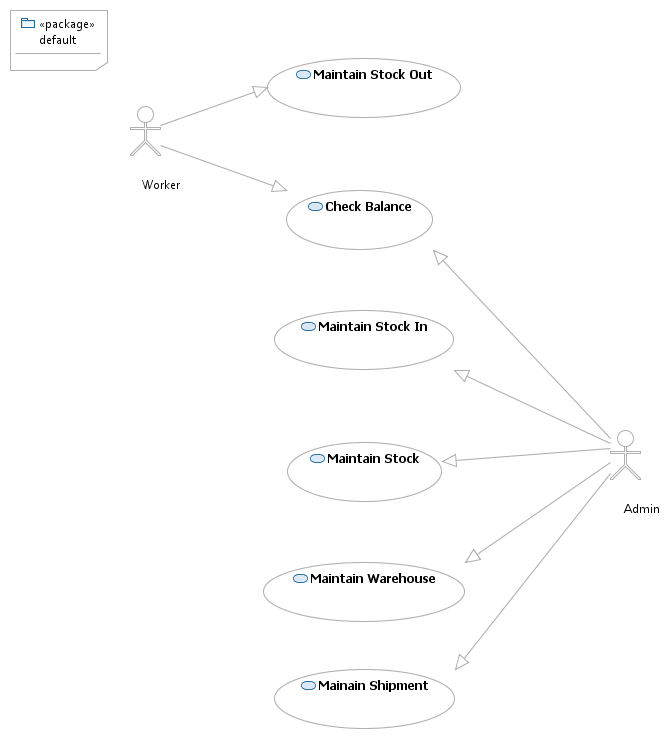 «package»
default
Maintain Stock Out
Worker
Check Balance
Maintain Stock In
Maintain Stock
Admin
Maintain Warehouse
Mainain Shipment